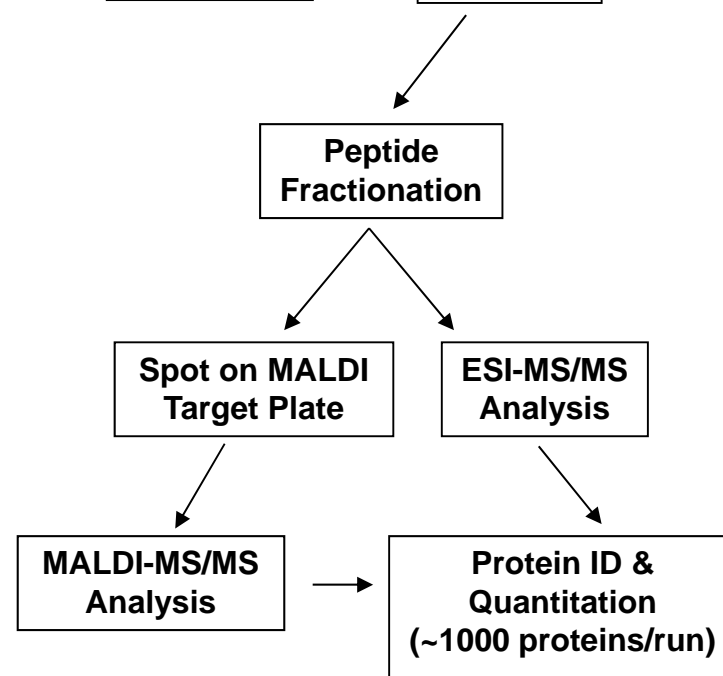 Peptide
Fractionation
Spot on MALDI
Target Plate
ESI-MS/MS
Analysis
MALDI-MS/MS
Analysis
Protein ID &
Quantitation
(~1000 proteins/run)